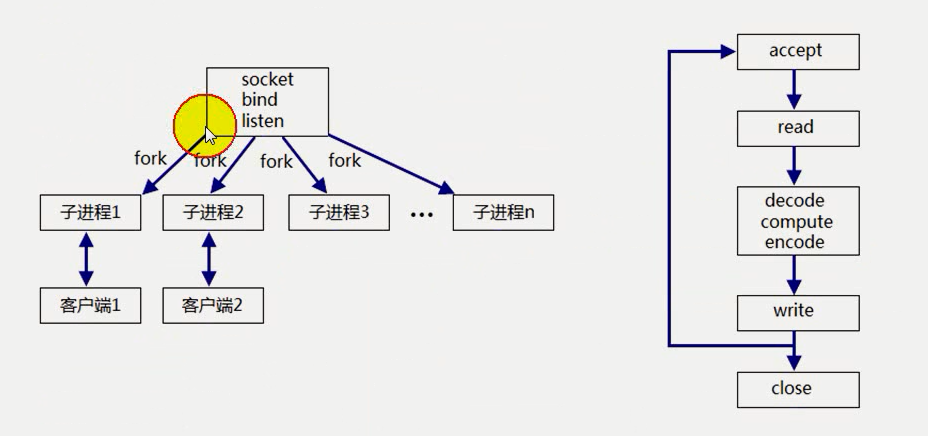 socket
bind
listen
fork
fork
fork
fork
子进程1
子进程2
子进程3
...
子进程n
客户端1
客户端2
accept
read
decode
compute
encode
write
close